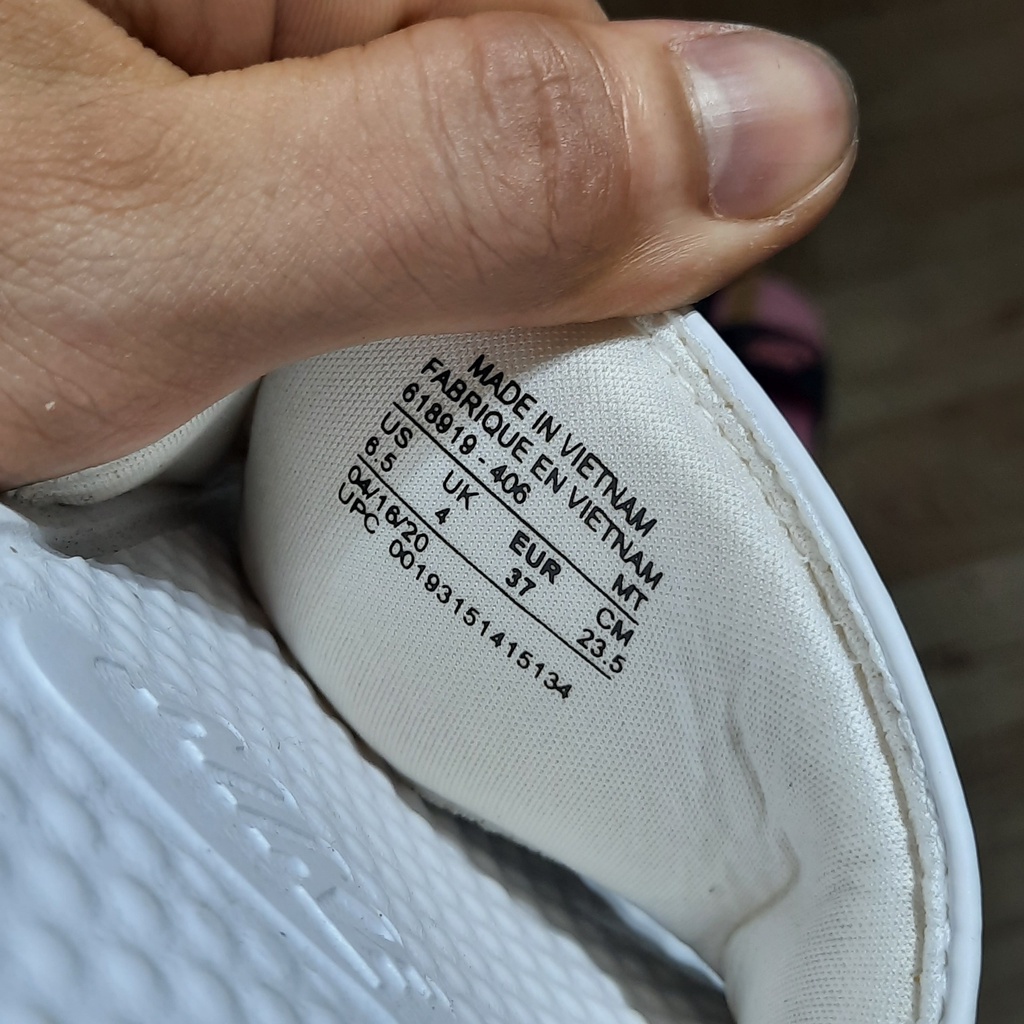 MADE IN VIETNAM
FABRIQUE EN VIETNAM
618919 - 406 MT
US UK EUR CM
6.5 4 37 23.5
04/16/20
UPC 00193151415134